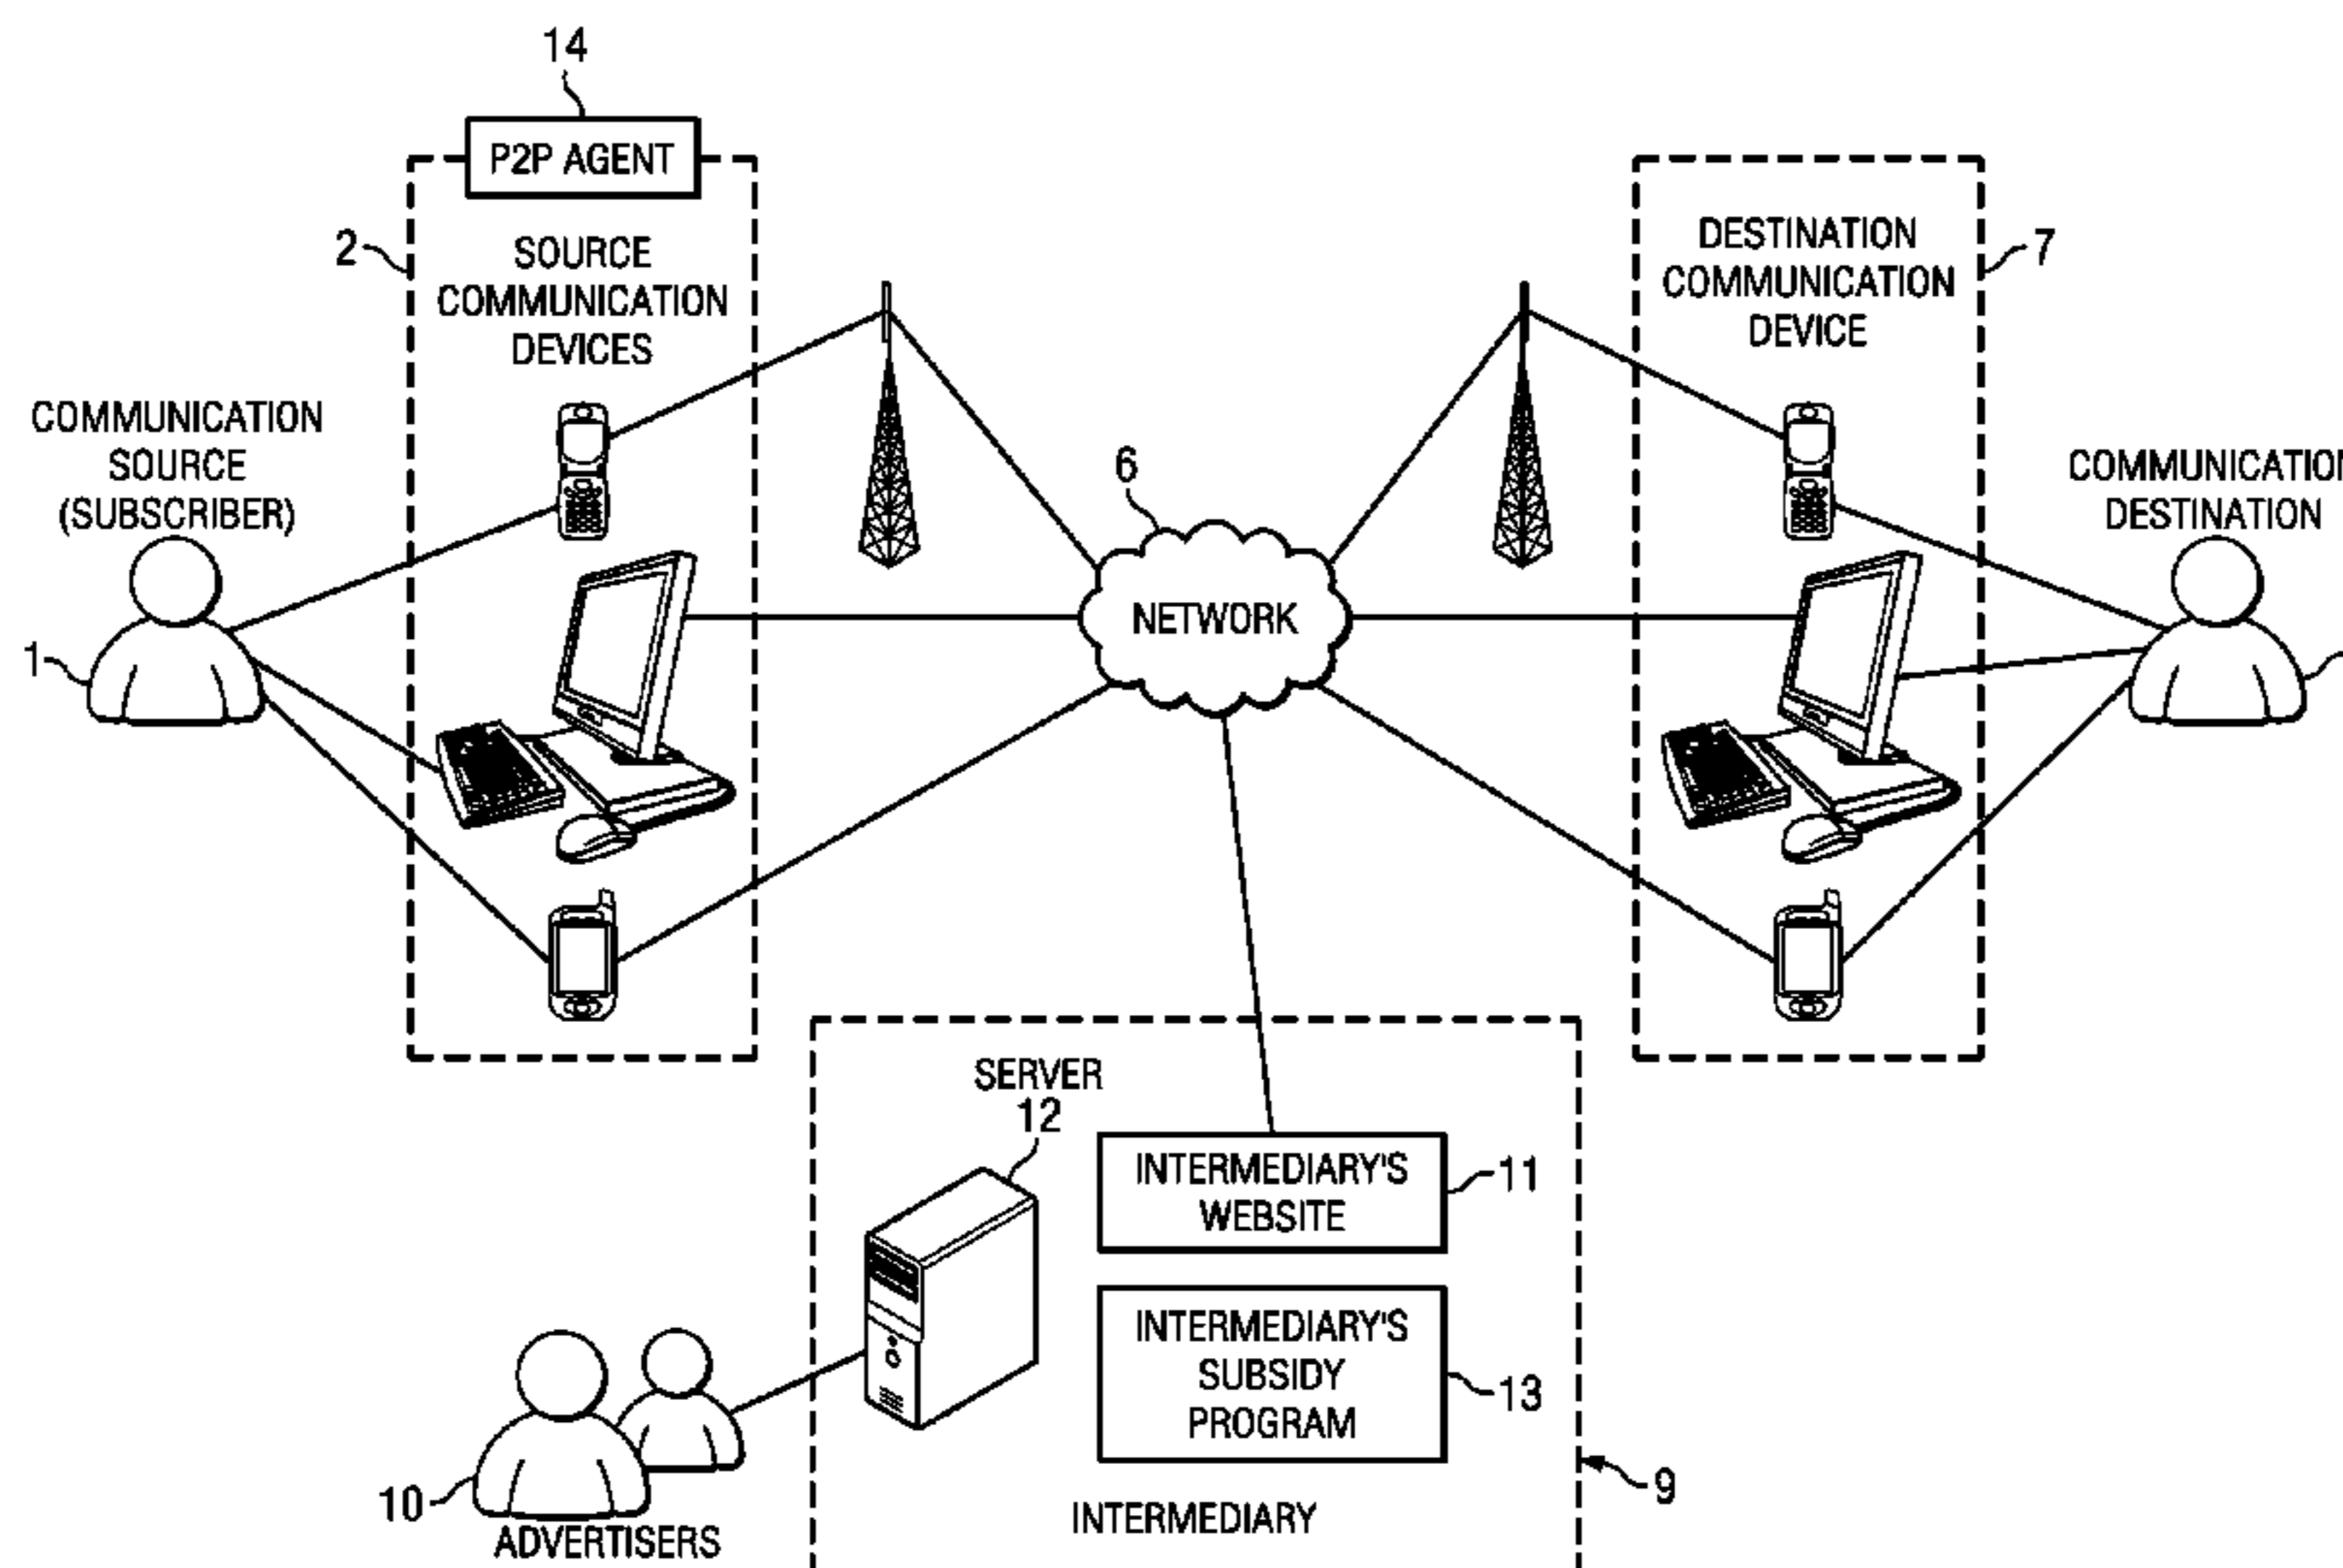 14
P2P AGENT
2
SOURCE
COMMUNICATION
DEVICES
DESTINATION
COMMUNICATION
DEVICE
7
COMMUNICATION
SOURCE
(SUBSCRIBER)
6
COMMUNICATIO
DESTINATION
NETWORK
1
SERVER
12
INTERMEDIARY'S
WEBSITE
11
INTERMEDIARY'S
SUBSIDY
PROGRAM
13
9
10
ADVERTISERS
INTERMEDIARY